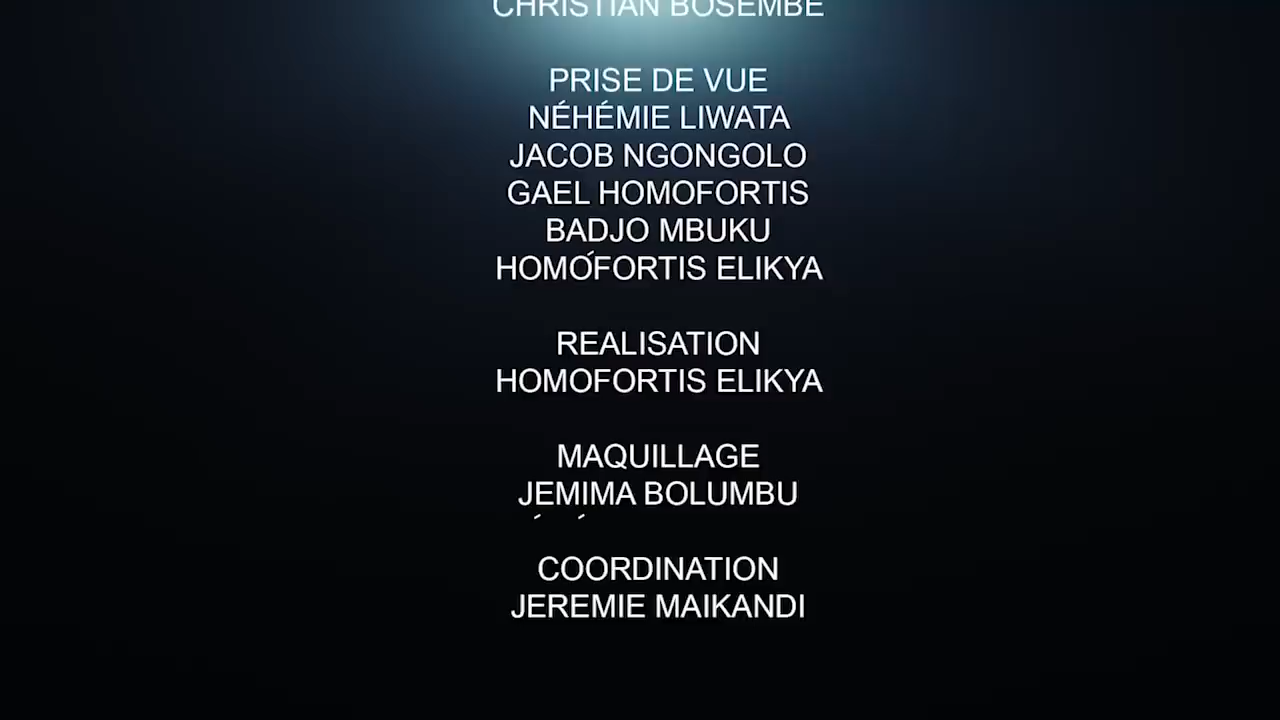 CHRISTIAN BOSEMBE
PRISE DE VUE
NÉHÉMIE LIWATA
JACOB NGONGOLO
GAEL HOMOFORTIS
BADJO MBUKU
HOMOFORTIS ELIKYA
REALISATION
HOMOFORTIS ELIKYA
MAQUILLAGE
JEMIMA BOLUMBU
COORDINATION
JEREMIE MAIKANDI